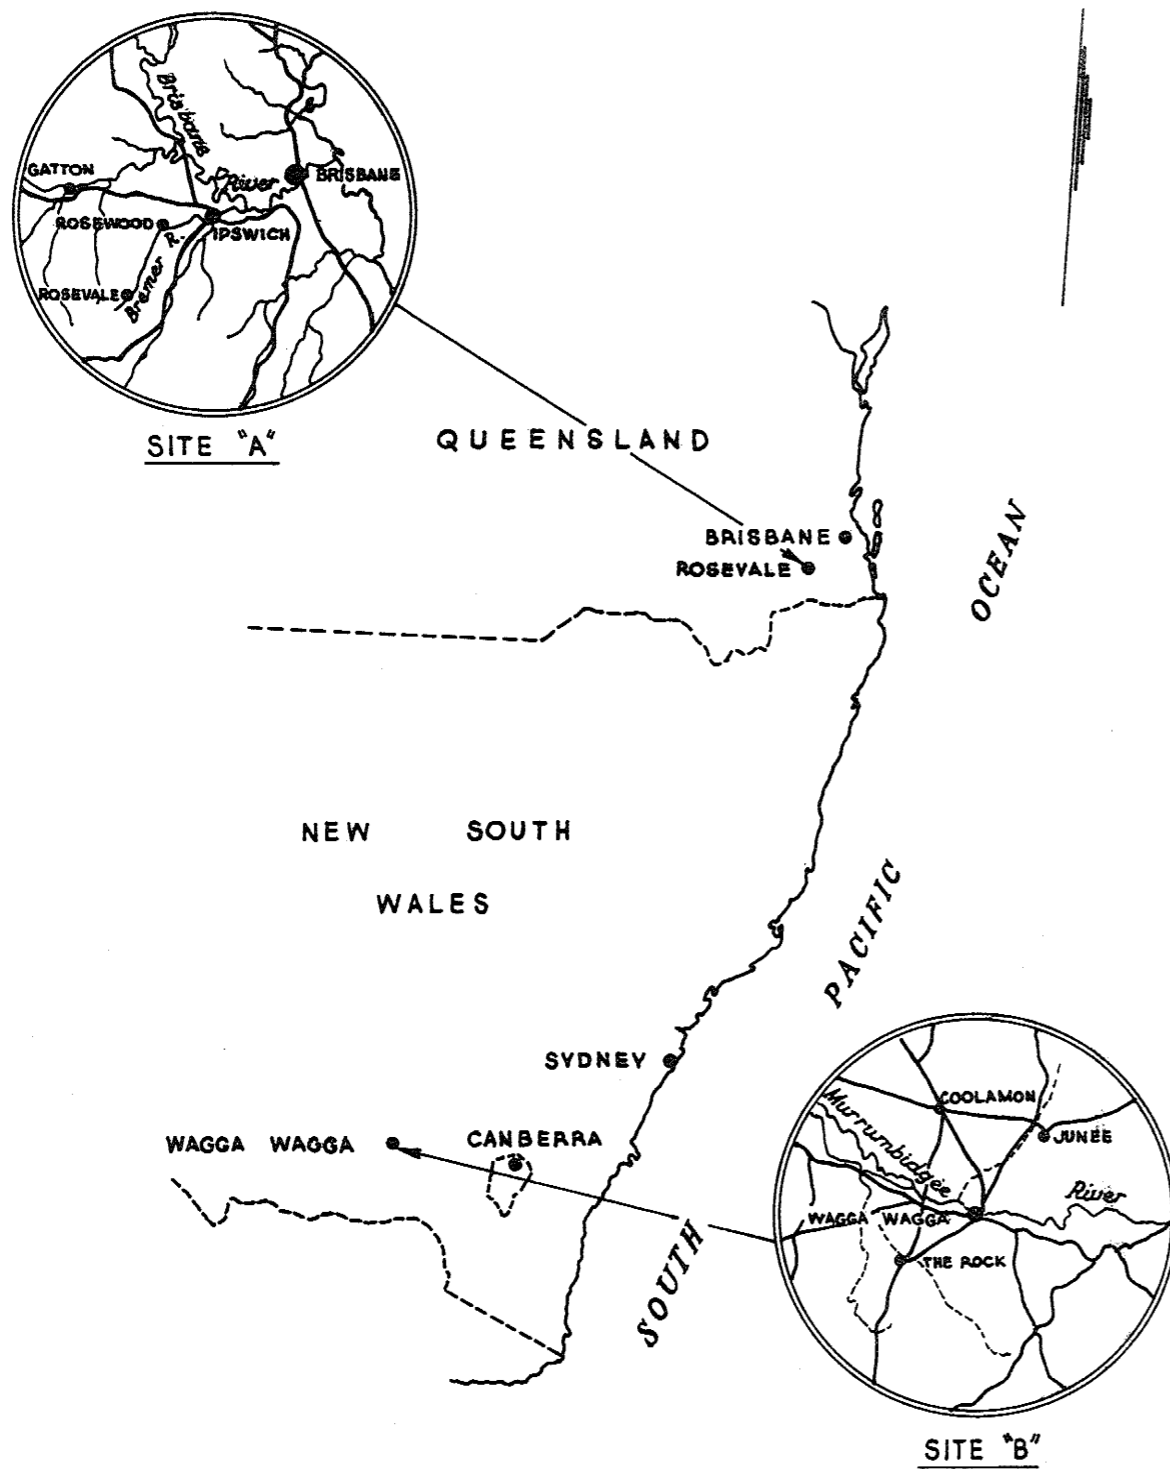 Brisbane
River
GATTON
BRISBANE
ROSEWOOD
R.
IPSWICH
ROSEVALE
Bremer
SITE "A"
QUEENSLAND
BRISBANE
ROSEVALE
OCEAN
NEW SOUTH
WALES
PACIFIC
SYDNEY
WAGGA WAGGA
CANBERRA
SOUTH
COOLAMON
Murrumbidgee
JUNEE
River
WAGGA WAGGA
THE ROCK
SITE "B"